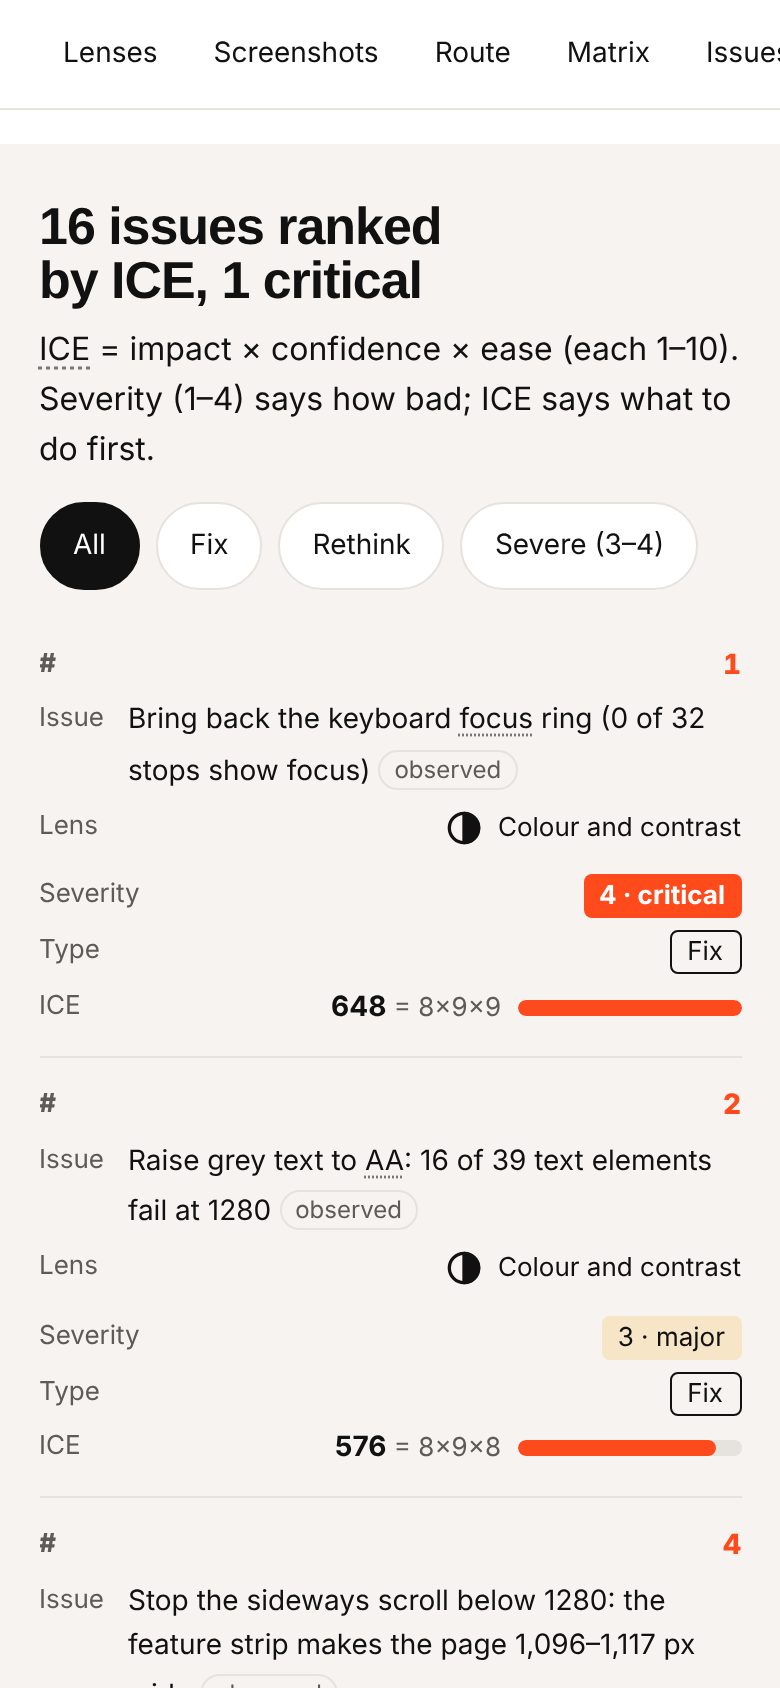 Lenses Screenshots Route Matrix Issues
16 issues ranked
by ICE, 1 critical
ICE = impact × confidence × ease (each 1–10).
Severity (1–4) says how bad; ICE says what to
do first.
All Fix Rethink Severe (3–4)
# 1
Issue Bring back the keyboard focus ring (0 of 32
stops show focus) observed
Lens Colour and contrast
Severity 4 · critical
Type Fix
ICE 648 = 8×9×9
# 2
Issue Raise grey text to AA: 16 of 39 text elements
fail at 1280 observed
Lens Colour and contrast
Severity 3 · major
Type Fix
ICE 576 = 8×9×8
# 4
Issue Stop the sideways scroll below 1280: the
feature strip makes the page 1,096–1,117 px